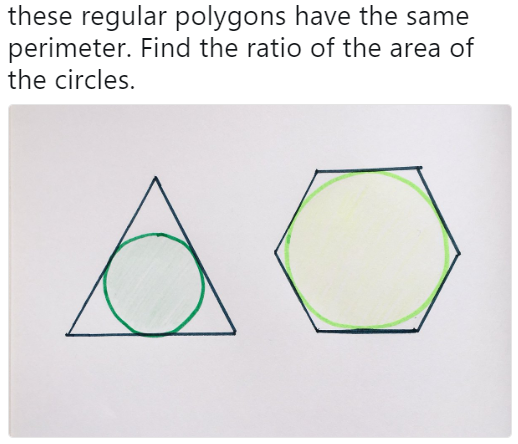 these regular polygons have the same
perimeter. Find the ratio of the area of
the circles.